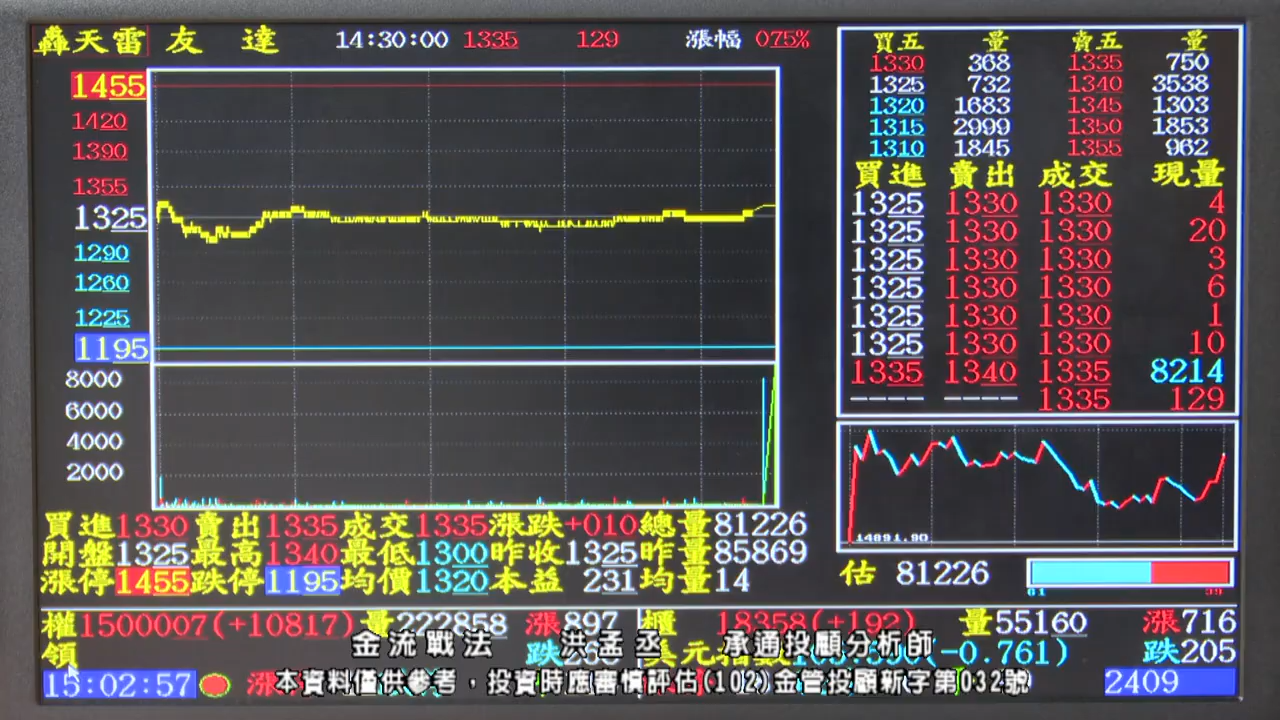 轟天雷 友 達 14:30:00 1335 129 漲幅 075%
1455
1420
1390
1355
1325
1290
1260
1225
1195
8000
6000
4000
2000
買五 量 賣五 量
1330 368 1335 750
1325 732 1340 3538
1320 1683 1345 1303
1315 2999 1350 1853
1310 1845 1355 962
買進 賣出 成交 現量
1325 1330 1330 4
1325 1330 1330 20
1325 1330 1330 3
1325 1330 1330 6
1325 1330 1330 1
1325 1330 1330 10
1335 1340 1335 8214
---- ---- 1335 129
14891.90
估 81226
61 39
買進1330賣出1335成交1335漲跌+010總量81226
開盤1325最高1340最低1300昨收1325昨量85869
漲停1455跌停1195均價1320本益 231均量14
權1500007(+10817)量222858 漲897 櫃 18358(+192) 量55160 漲716
領 跌 美元指數 (-0.761) 跌205
金流戰法 洪孟丞 承通投顧分析師
15:02:57 漲 2409
本資料僅供參考，投資時應審慎評估(102)金管投顧新字第032號